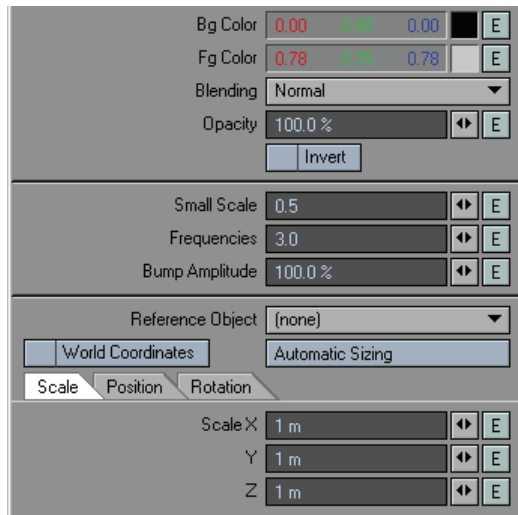 Bg Color 0.00 0.00 0.00 E
Fg Color 0.78 0.78 0.78 E
Blending Normal
Opacity 100.0 % E
Invert
Small Scale 0.5 E
Frequencies 3.0 E
Bump Amplitude 100.0 % E
Reference Object (none)
World Coordinates Automatic Sizing
Scale Position Rotation
Scale X 1 m E
Y 1 m E
Z 1 m E